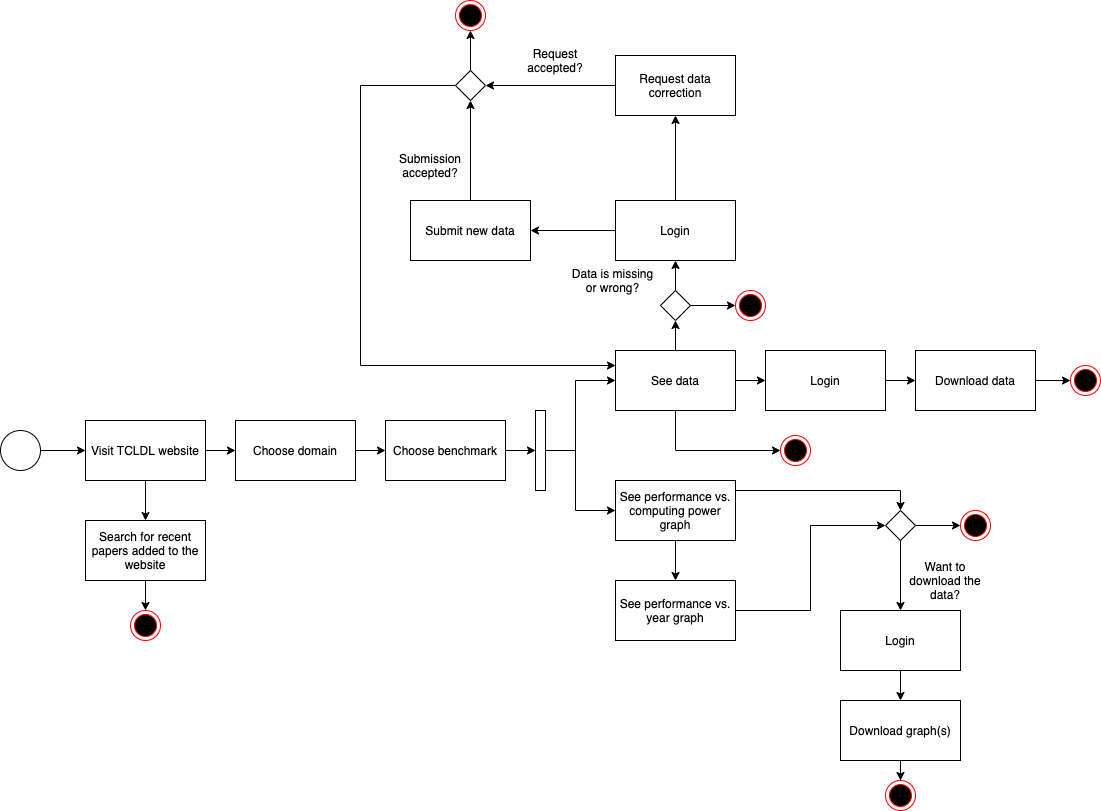 Request
accepted?
Request data
correction
Submission
accepted?
Submit new data
Login
Data is missing
or wrong?
See data
Login
Download data
Visit TCLDL website
Choose domain
Choose benchmark
See performance vs.
computing power
graph
Search for recent
papers added to the
website
Want to
download the
data?
See performance vs.
year graph
Login
Download graph(s)